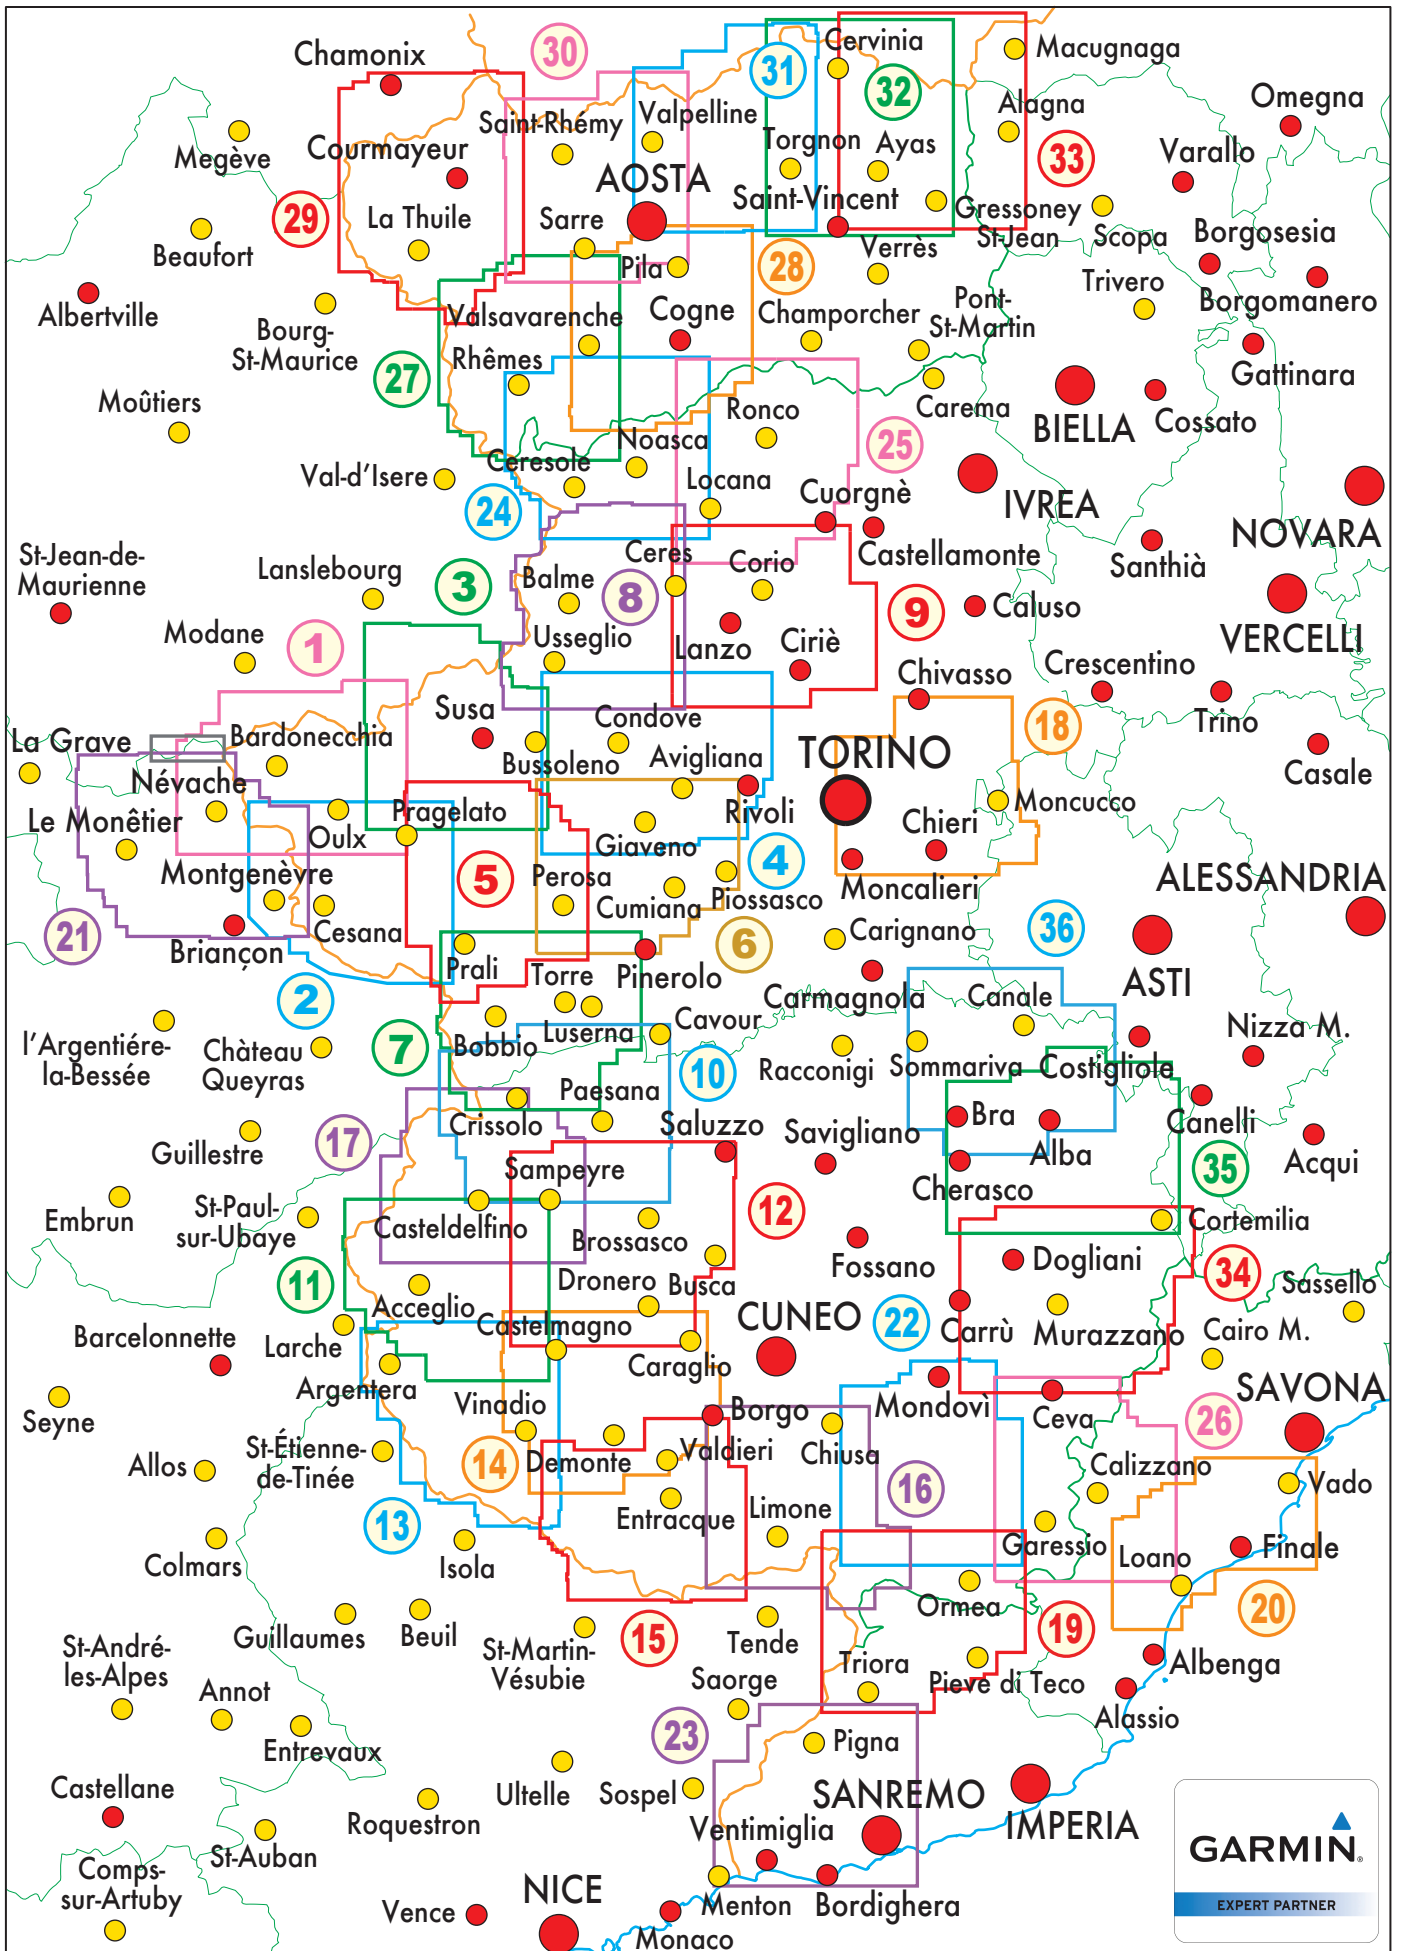 30
Cervinia
Macugnaga
Chamonix
31
32
Omegna
Alagna
Saint-Rhémy
Valpelline
Megève
Courmayeur
Torgnon
Ayas
33
Varallo
AOSTA
29
La Thuile
Sarre
Saint-Vincent
Gressoney
St-Jean
Scopa
Borgosesia
Beaufort
Verrès
Pila
28
Trivero
Borgomanero
Albertville
Bourg-
St-Maurice
Valsavarenche
Cogne
Champorcher
Pont-
St-Martin
27
Rhêmes
Gattinara
Moûtiers
Ronco
Carema
BIELLA
Cossato
Val-d'Isere
Ceresole
Noasca
25
Locana
Cuorgnè
24
IVREA
NOVARA
St-Jean-de-
Maurienne
Lanslebourg
3
Balme
8
Ceres
Corio
Castellamonte
Santhià
9
Caluso
Modane
1
Usseglio
Lanzo
Ciriè
VERCELLI
Chivasso
Crescentino
Susa
Condove
18
Trino
La Grave
Bardonecchia
Bussoleno
Avigliana
TORINO
Casale
Névache
Le Monêtier
Oulx
Pragelato
Rivoli
Moncucco
Giaveno
Chieri
Montgenèvre
5
Perosa
4
Moncalieri
ALESSANDRIA
Cumiana
Piossasco
21
Cesana
Briançon
6
Carignano
36
Prali
Torre
Pinerolo
2
Carmagnola
Canale
ASTI
l'Argentiére-
la-Bessée
Chàteau
Queyras
7
Bobbio
Luserna
Cavour
Nizza M.
10
Racconigi
Sommariva
Costigliole
Paesana
Crissolo
Saluzzo
Bra
Canelli
Guillestre
17
Savigliano
Alba
Acqui
Sampeyre
35
Embrun
St-Paul-
sur-Ubaye
Cherasco
12
Casteldelfino
Brossasco
Cortemilia
Dogliani
Fossano
34
11
Acceglio
Dronero
Busca
Sassello
Barcelonnette
Larche
Castelmagno
CUNEO
22
Carrù
Murazzano
Cairo M.
Caraglio
Argentera
SAVONA
Seyne
Vinadio
Borgo
Mondovì
Ceva
26
Allos
St-Étienne-
de-Tinée
14
Demonte
Valdieri
Chiusa
Calizzano
Vado
16
13
Entracque
Limone
Garessio
Colmars
Isola
Loano
Finale
Guillaumes
Beuil
Ormea
20
St-Martin-
Vésubie
15
Tende
19
St-André-
les-Alpes
Triora
Albenga
Saorge
Pieve di Teco
Annot
Alassio
23
Entrevaux
Pigna
Castellane
Ultelle
Sospel
SANREMO
Roquestron
Ventimiglia
IMPERIA
St-Auban
GARMIN®
Comps-
sur-Artuby
NICE
Menton
Bordighera
EXPERT PARTNER
Vence
Monaco